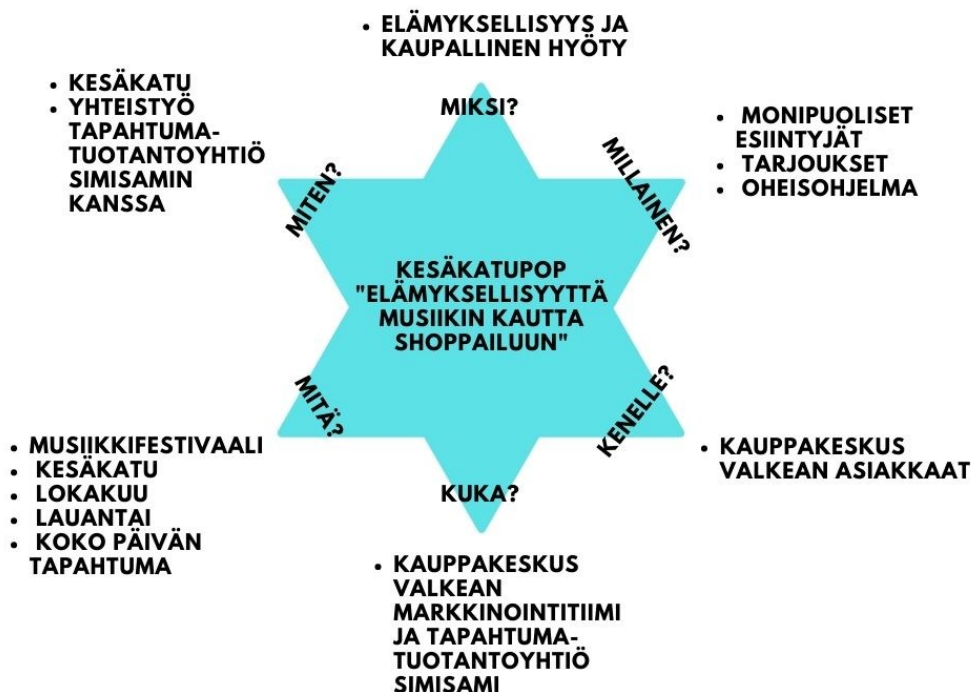 • ELÄMYKSELLISYYS JA
KAUPALLINEN HYÖTY
MIKSI?
• KESÄKATU
• YHTEISTYÖ
TAPAHTUMA-
TUOTANTOYHTIÖ
SIMISAMIN
KANSSA
MITEN?
• MONIPUOLISET
ESIINTYJÄT
• TARJOUKSET
• OHEISOHJELMA
MILLAINEN?
KESÄKATUPOP
"ELÄMYKSELLISYYTTÄ
MUSIIKIN KAUTTA
SHOPPAILUUN"
MITÄ?
• MUSIIKKIFESTIVAALI
• KESÄKATU
• LOKAKUU
• LAUANTAI
• KOKO PÄIVÄN
TAPAHTUMA
KENELLE?
• KAUPPAKESKUS
VALKEAN ASIAKKAAT
KUKA?
• KAUPPAKESKUS
VALKEAN
MARKKINOINTITIIMI
JA TAPAHTUMA-
TUOTANTOYHTIÖ
SIMISAMI